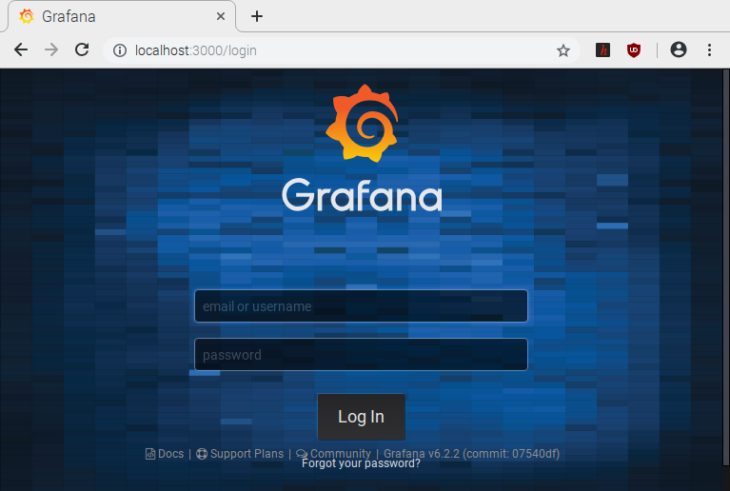 Grafana
localhost:3000/login
Grafana
email or username
password
Log In
Docs | Support Plans | Community | Grafana v6.2.2 (commit: 07540df)
Forgot your password?